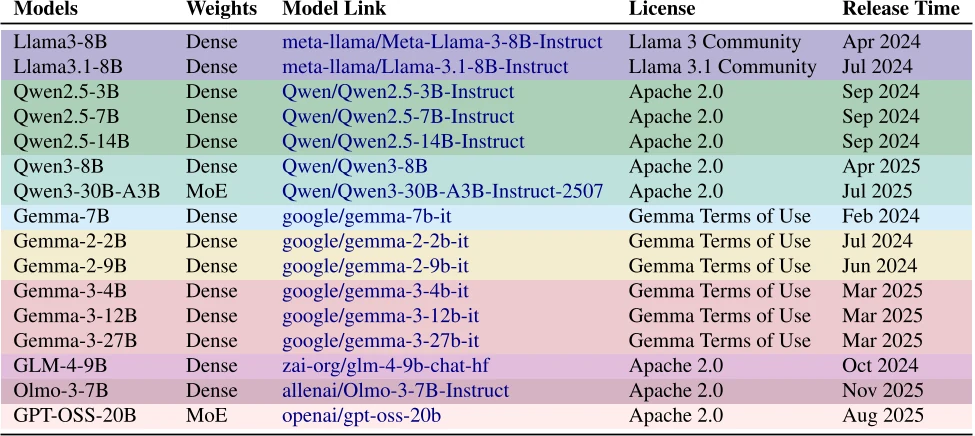 Models Weights Model Link License Release Time
Llama3-8B Dense meta-llama/Meta-Llama-3-8B-Instruct Llama 3 Community Apr 2024
Llama3.1-8B Dense meta-llama/Llama-3.1-8B-Instruct Llama 3.1 Community Jul 2024
Qwen2.5-3B Dense Qwen/Qwen2.5-3B-Instruct Apache 2.0 Sep 2024
Qwen2.5-7B Dense Qwen/Qwen2.5-7B-Instruct Apache 2.0 Sep 2024
Qwen2.5-14B Dense Qwen/Qwen2.5-14B-Instruct Apache 2.0 Sep 2024
Qwen3-8B Dense Qwen/Qwen3-8B Apache 2.0 Apr 2025
Qwen3-30B-A3B MoE Qwen/Qwen3-30B-A3B-Instruct-2507 Apache 2.0 Jul 2025
Gemma-7B Dense google/gemma-7b-it Gemma Terms of Use Feb 2024
Gemma-2-2B Dense google/gemma-2-2b-it Gemma Terms of Use Jul 2024
Gemma-2-9B Dense google/gemma-2-9b-it Gemma Terms of Use Jun 2024
Gemma-3-4B Dense google/gemma-3-4b-it Gemma Terms of Use Mar 2025
Gemma-3-12B Dense google/gemma-3-12b-it Gemma Terms of Use Mar 2025
Gemma-3-27B Dense google/gemma-3-27b-it Gemma Terms of Use Mar 2025
GLM-4-9B Dense zai-org/glm-4-9b-chat-hf Apache 2.0 Oct 2024
Olmo-3-7B Dense allenai/Olmo-3-7B-Instruct Apache 2.0 Nov 2025
GPT-OSS-20B MoE openai/gpt-oss-20b Apache 2.0 Aug 2025